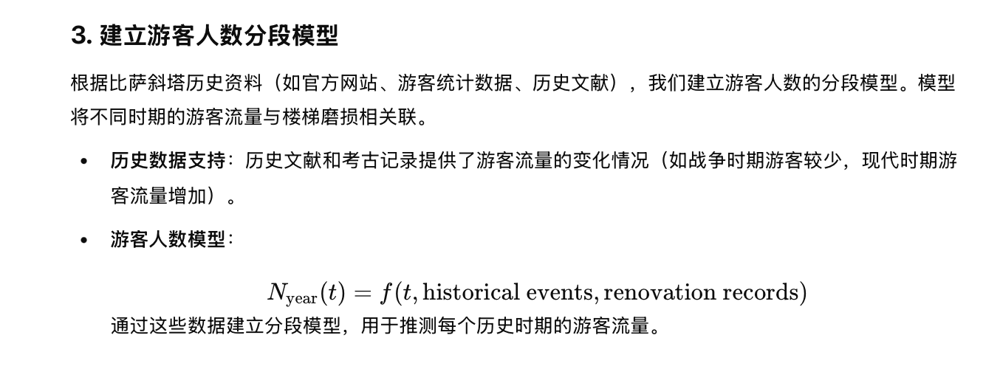 3. 建立游客人数分段模型
根据比萨斜塔历史资料（如官方网站、游客统计数据、历史文献），我们建立游客人数的分段模型。模型
将不同时期的游客流量与楼梯磨损相关联。
• 历史数据支持：历史文献和考古记录提供了游客流量的变化情况（如战争时期游客较少，现代时期游
客流量增加）。
• 游客人数模型：
N_year(t) = f(t, historical events, renovation records)
通过这些数据建立分段模型，用于推测每个历史时期的游客流量。